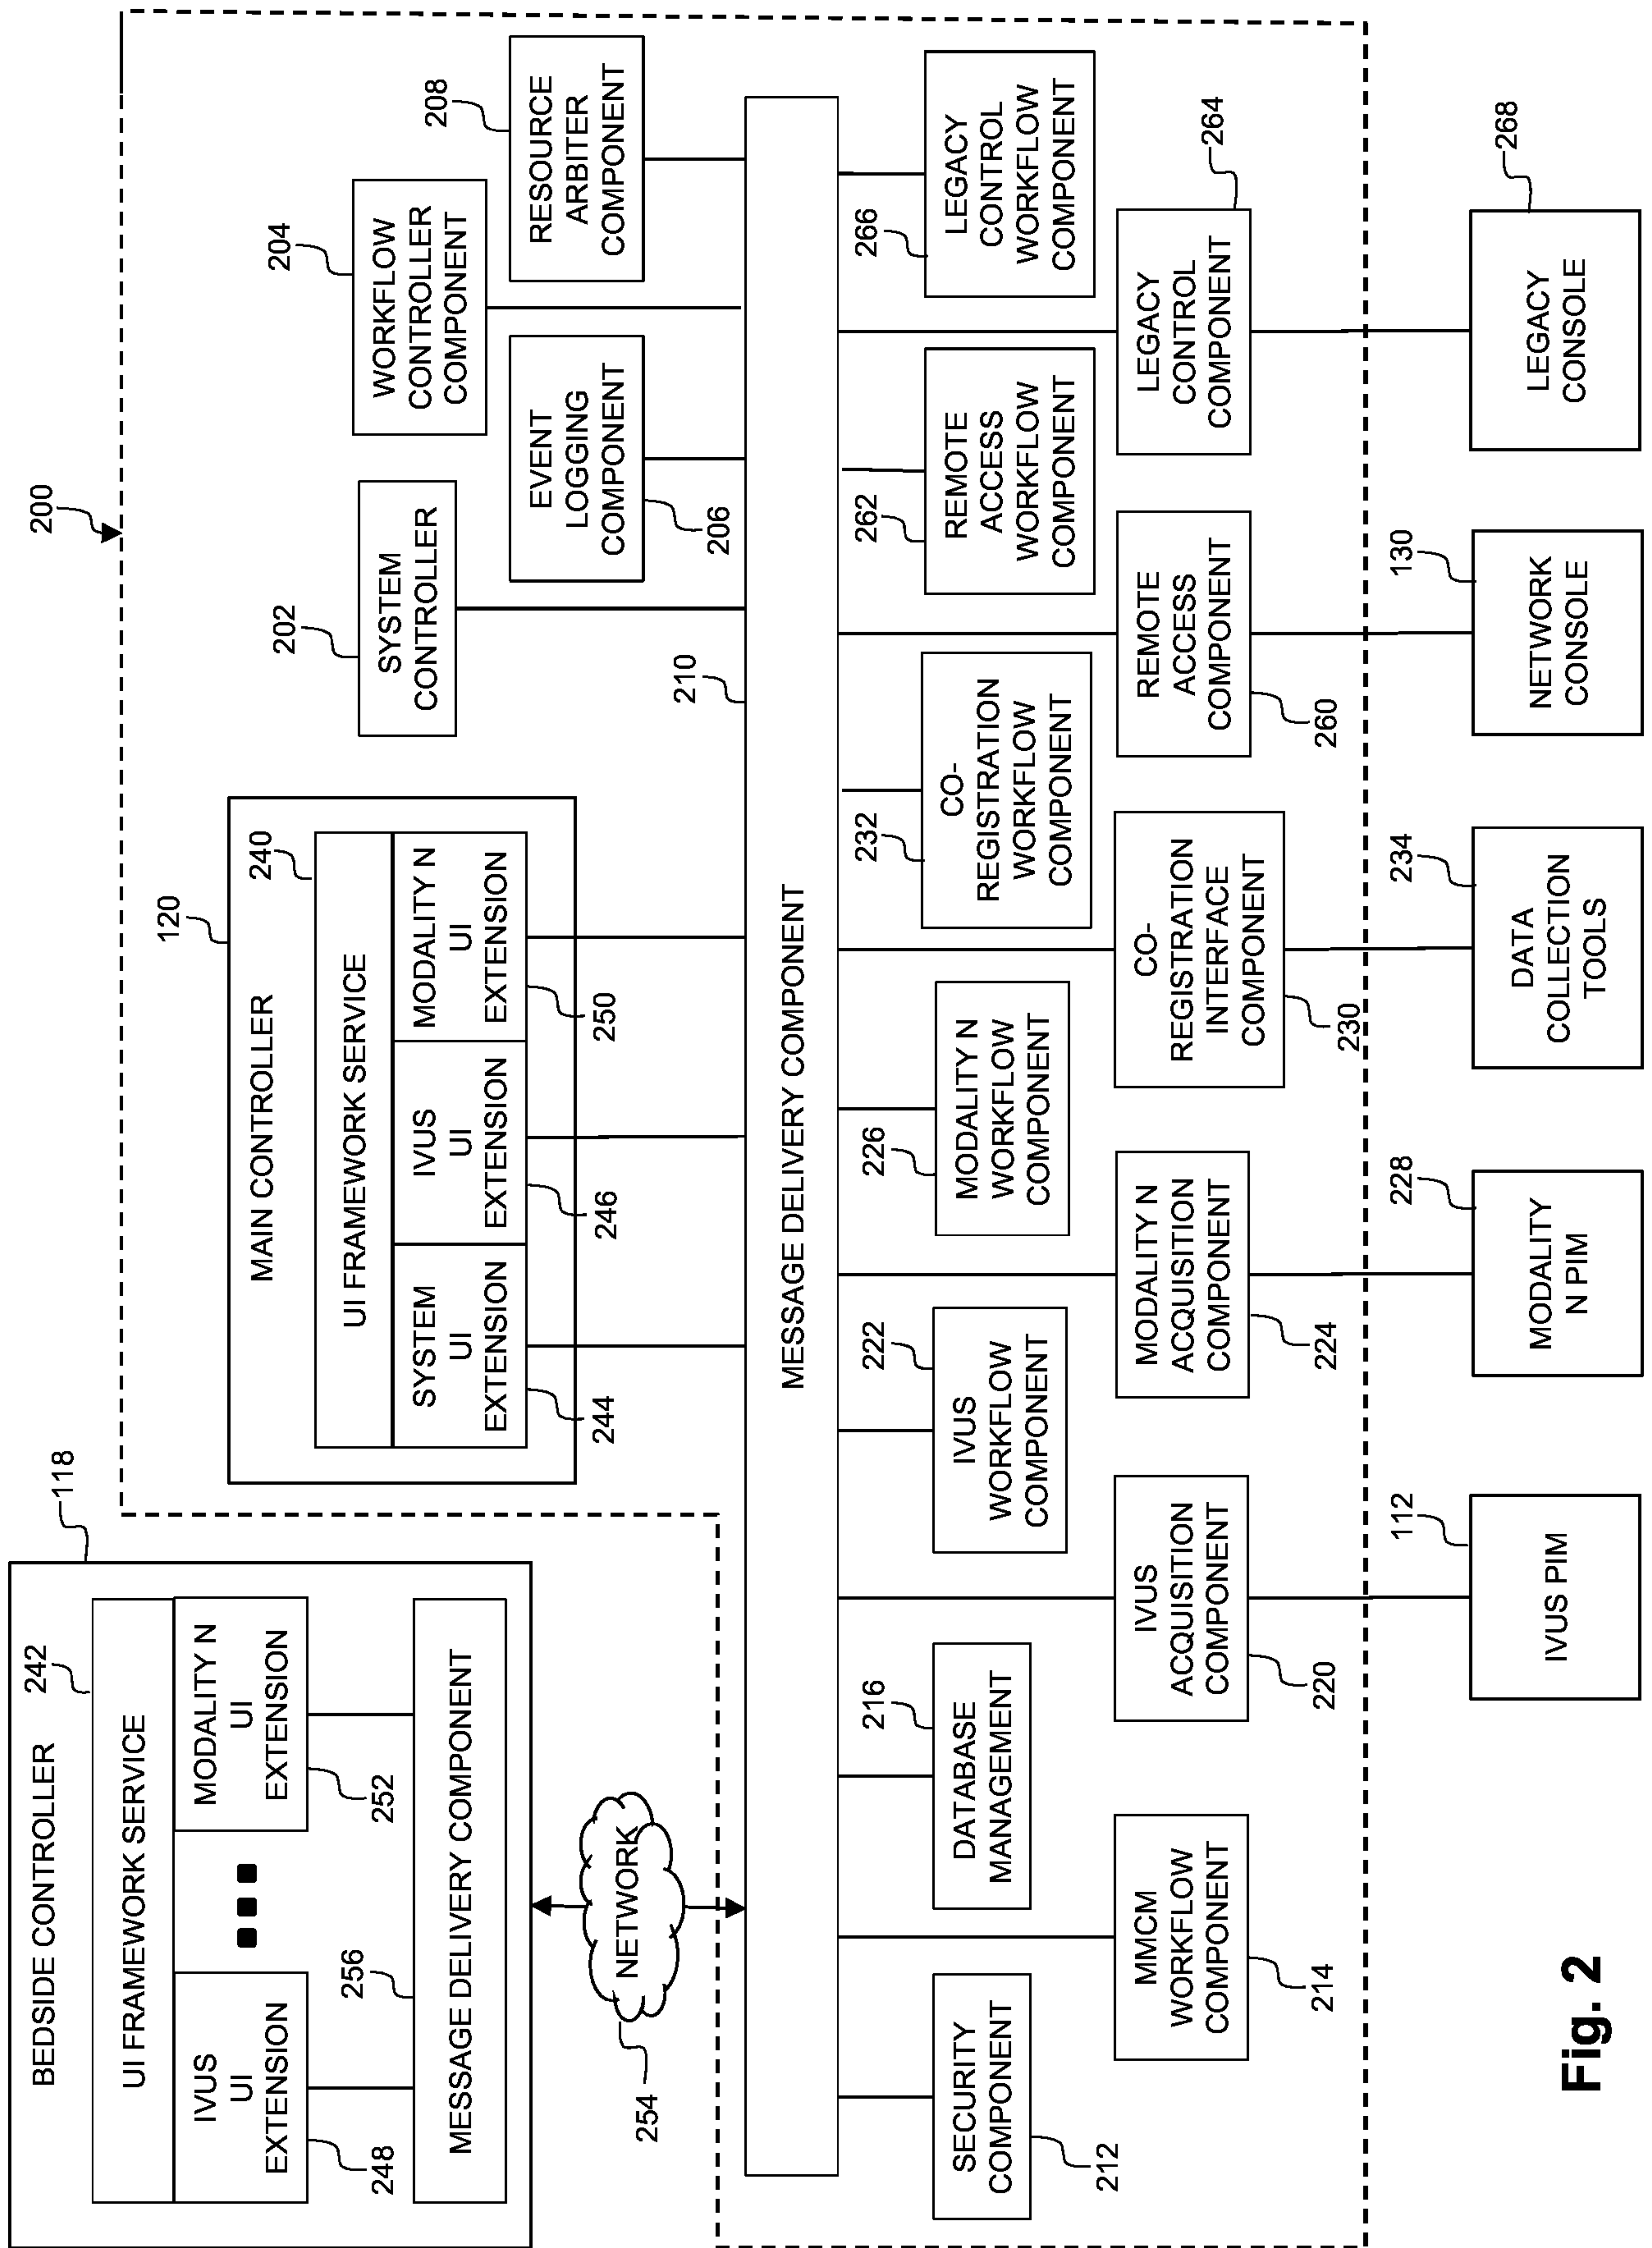 200
118
BEDSIDE CONTROLLER
242
UI FRAMEWORK SERVICE
IVUS
UI
EXTENSION
MODALITY N
UI
EXTENSION
248
252
256
MESSAGE DELIVERY COMPONENT
NETWORK
254
120
MAIN CONTROLLER
240
UI FRAMEWORK SERVICE
SYSTEM
UI
EXTENSION
IVUS
UI
EXTENSION
MODALITY N
UI
EXTENSION
244
246
250
202
SYSTEM
CONTROLLER
204
WORKFLOW
CONTROLLER
COMPONENT
EVENT
LOGGING
COMPONENT
206
208
RESOURCE
ARBITER
COMPONENT
210
MESSAGE DELIVERY COMPONENT
SECURITY
COMPONENT
212
216
DATABASE
MANAGEMENT
222
IVUS
WORKFLOW
COMPONENT
226
MODALITY N
WORKFLOW
COMPONENT
232
CO-
REGISTRATION
WORKFLOW
COMPONENT
262
REMOTE
ACCESS
WORKFLOW
COMPONENT
266
LEGACY
CONTROL
WORKFLOW
COMPONENT
MMCM
WORKFLOW
COMPONENT
214
IVUS
ACQUISITION
COMPONENT
220
MODALITY N
ACQUISITION
COMPONENT
224
CO-
REGISTRATION
INTERFACE
COMPONENT
230
REMOTE
ACCESS
COMPONENT
260
LEGACY
CONTROL
COMPONENT
264
112
IVUS PIM
228
MODALITY
N PIM
234
DATA
COLLECTION
TOOLS
130
NETWORK
CONSOLE
268
LEGACY
CONSOLE
Fig. 2